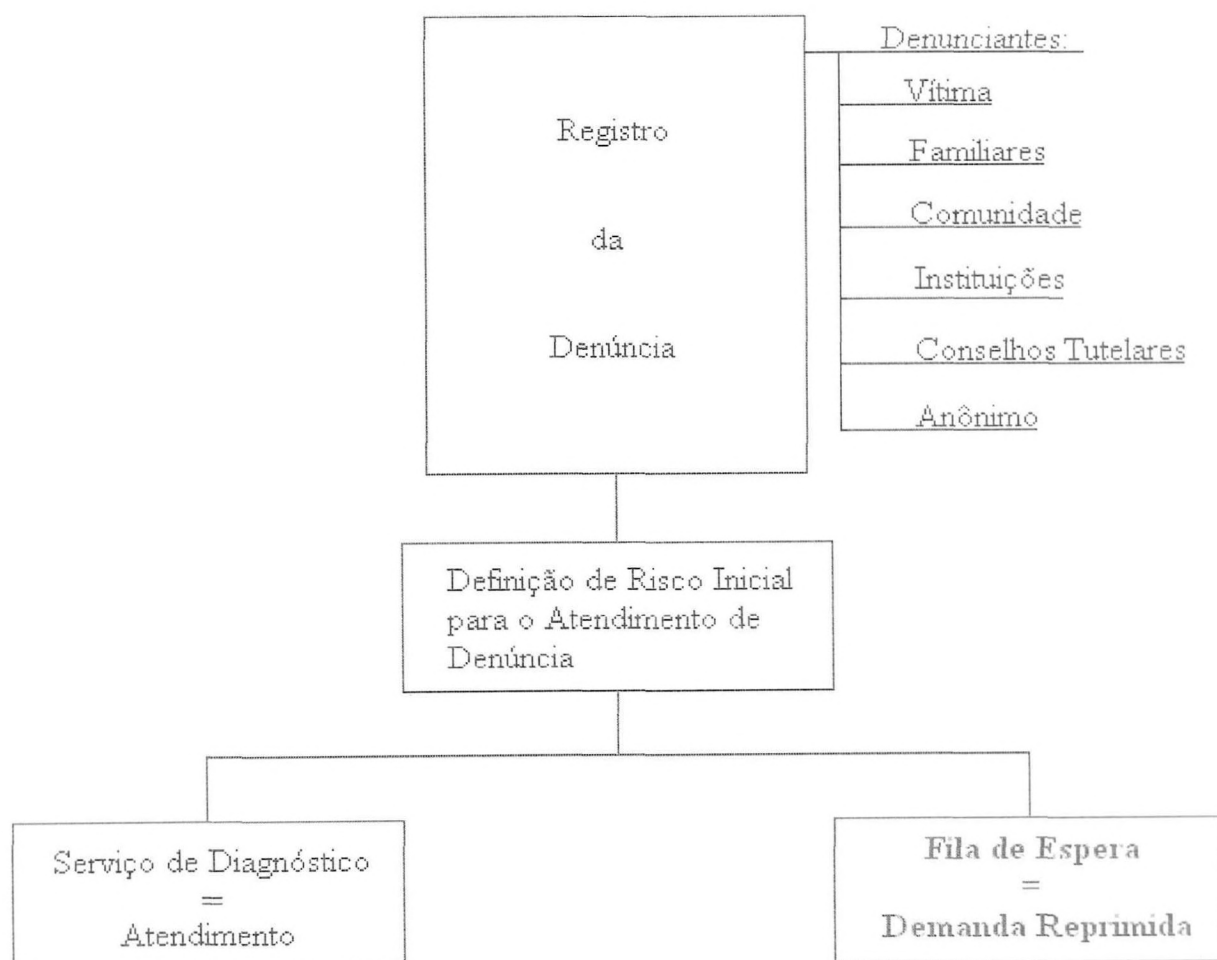 Registro
da
Denúncia
Denunciantes:
Vítima
Familiares
Comunidade
Instituições
Conselhos Tutelares
Anônimo
Definição de Risco Inicial
para o Atendimento de
Denúncia
Serviço de Diagnóstico
=
Atendimento
Fila de Espera
=
Demanda Reprimida